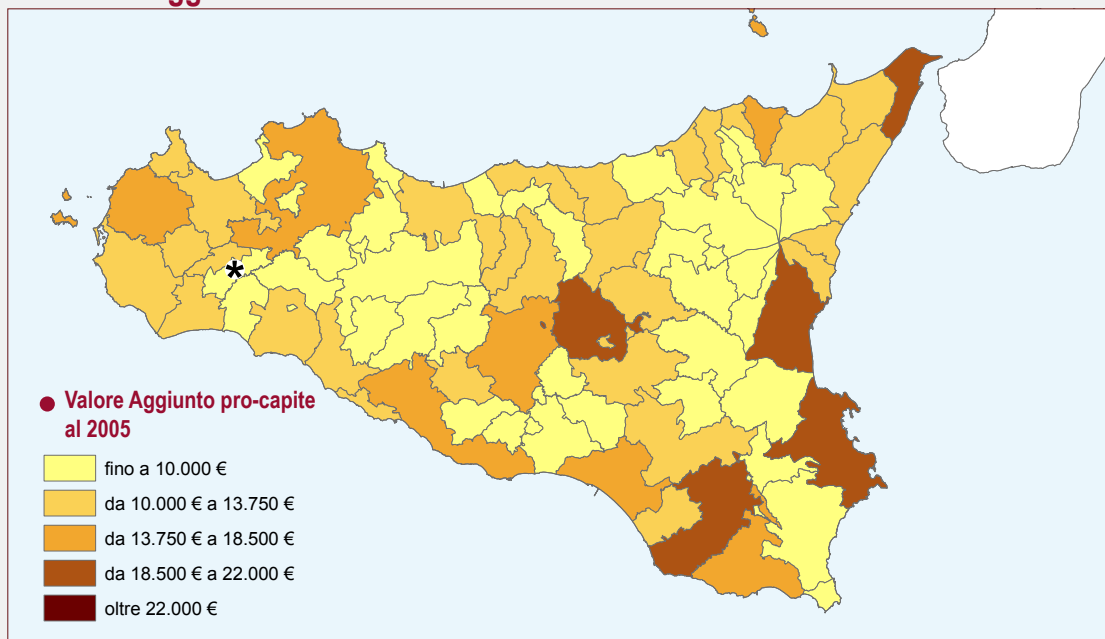 Valore Aggiunto pro-capite
al 2005
fino a 10.000 €
da 10.000 € a 13.750 €
da 13.750 € a 18.500 €
da 18.500 € a 22.000 €
oltre 22.000 €